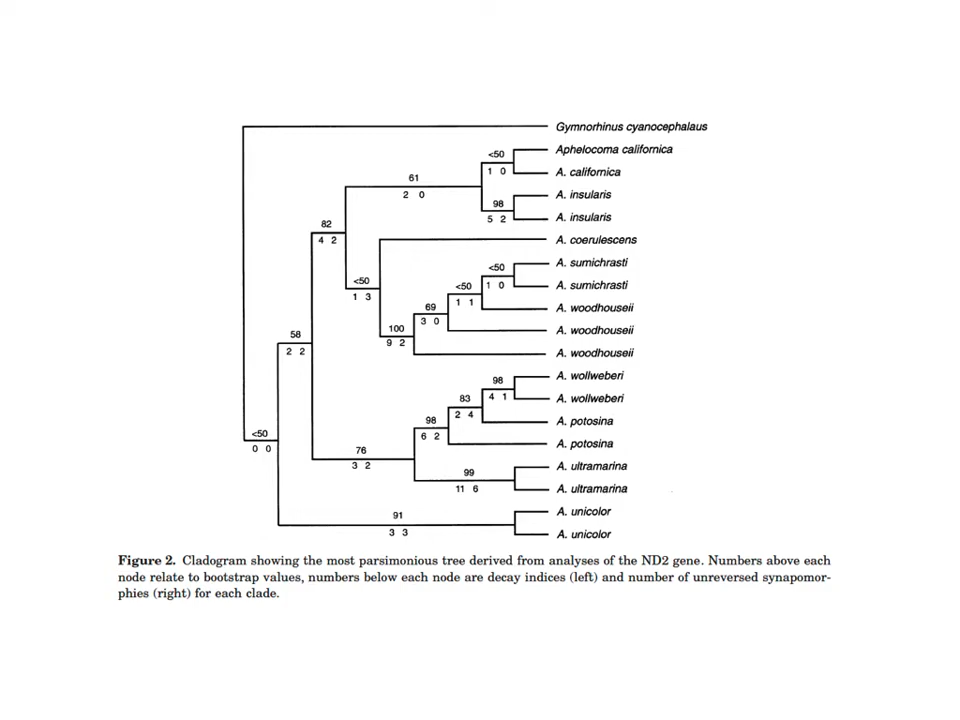 Gymnorhinus cyanocephalaus
<50
Aphelocoma californica
1 0
A. californica
61
2 0
A. insularis
98
5 2
A. insularis
82
4 2
A. coerulescens
<50
A. sumichrasti
<50
1 0
A. sumichrasti
<50
1 3
1 1
A. woodhouseii
69
3 0
100
A. woodhouseii
58
9 2
2 2
A. woodhouseii
98
A. wollweberi
83
4 1
A. wollweberi
98
2 4
A. potosina
<50
6 2
0 0
A. potosina
76
3 2
A. ultramarina
99
11 6
A. ultramarina
91
A. unicolor
3 3
A. unicolor
Figure 2. Cladogram showing the most parsimonious tree derived from analyses of the ND2 gene. Numbers above each
node relate to bootstrap values, numbers below each node are decay indices (left) and number of unreversed synapomor-
phies (right) for each clade.